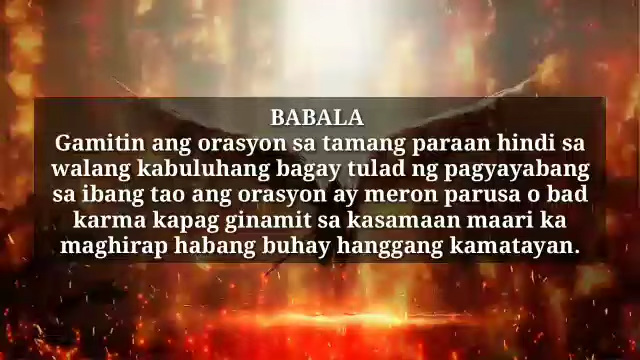 BABALA
Gamitin ang orasyon sa tamang paraan hindi sa
walang kabuluhang bagay tulad ng pagyayabang
sa ibang tao ang orasyon ay meron parusa o bad
karma kapag ginamit sa kasamaan maari ka
maghirap habang buhay hanggang kamatayan.